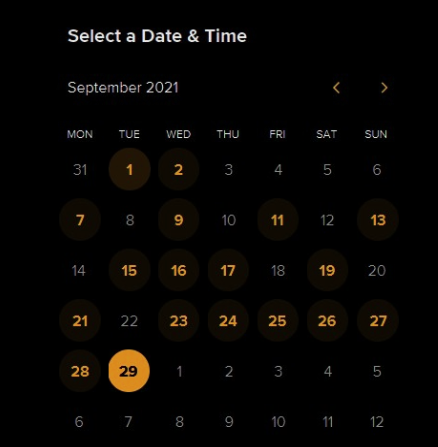 Select a Date & Time
September 2021
MON TUE WED THU FRI SAT SUN
31 1 2 3 4 5 6
7 8 9 10 11 12 13
14 15 16 17 18 19 20
21 22 23 24 25 26 27
28 29 1 2 3 4 5
6 7 8 9 10 11 12